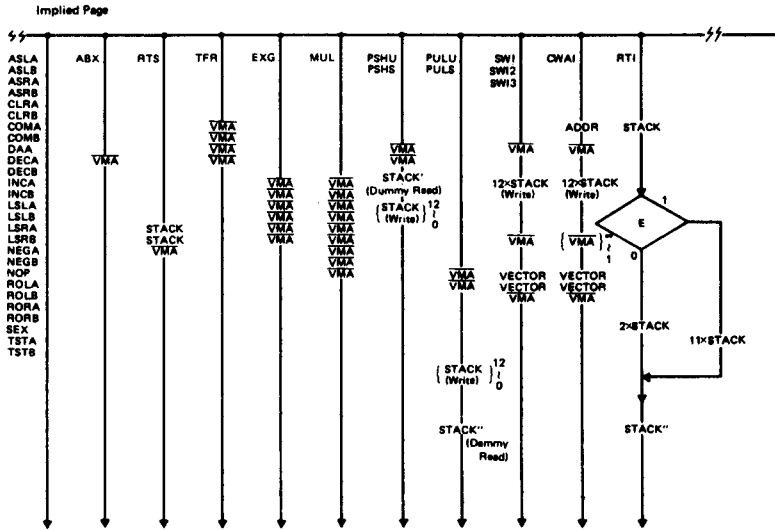 Implied Page
ASLA
ASLB
ASRA
ASRB
CLRA
CLRB
COMA
COMB
DAA
DECA
DECB
INCA
INCB
LSLA
LSLB
LSRA
LSRB
NEGA
NEGB
NOP
ROLA
ROLB
RORA
RORB
SEX
TSTA
TSTB
ABX
VMA
RTS
STACK
STACK
VMA
TFR
VMA
VMA
VMA
VMA
EXG
VMA
VMA
VMA
VMA
VMA
VMA
MUL
VMA
VMA
VMA
VMA
VMA
VMA
VMA
VMA
VMA
PSHU
PSHS
VMA
VMA
STACK'
(Dummy Read)
{STACK (Write)} 12 ~ 0
PULU
PULS
VMA
VMA
{STACK (Write)} 12 ~ 0
STACK''
(Dammy
Read)
SWI
SWI2
SWI3
VMA
12×STACK
(Write)
VMA
VECTOR
VECTOR
VMA
CWAI
ADDR
VMA
12×STACK
(Write)
{VMA} ∞ ~ 1
VECTOR
VECTOR
VMA
RTI
STACK
E
1
0
2×STACK
11×STACK
STACK''